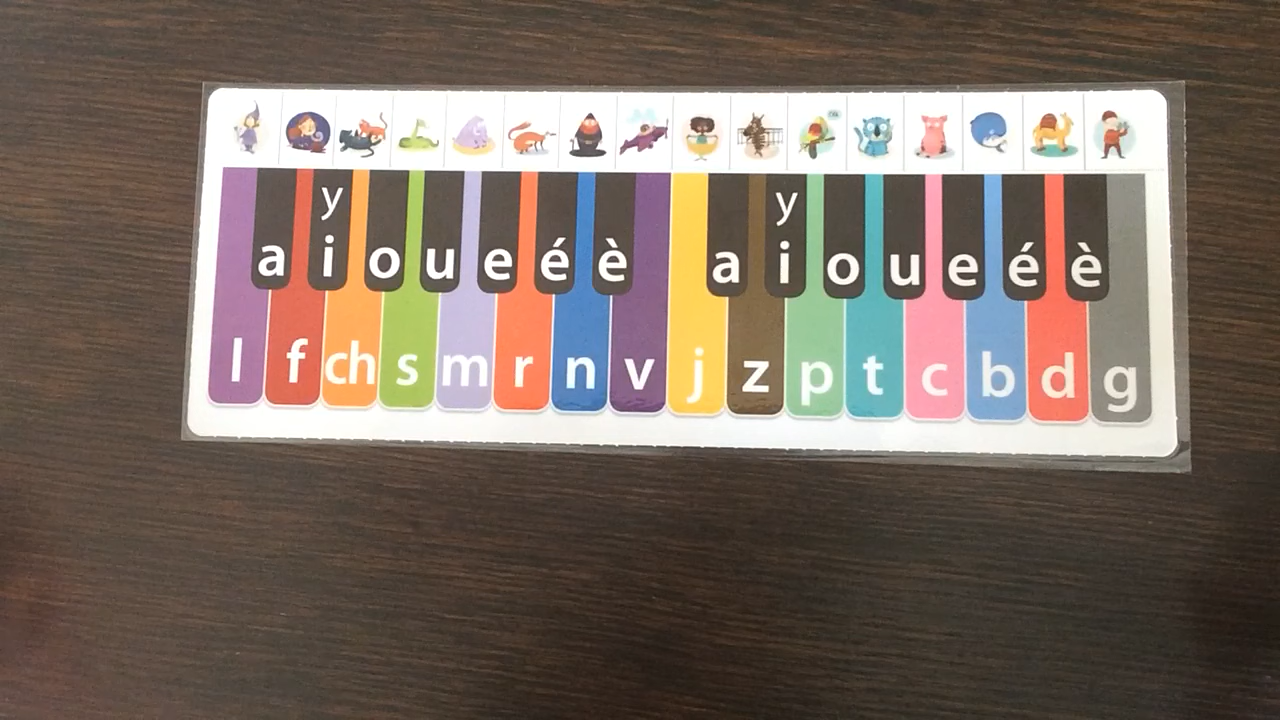 y y
a i o u e é è a i o u e é è
l f ch s m r n v j z p t c b d g